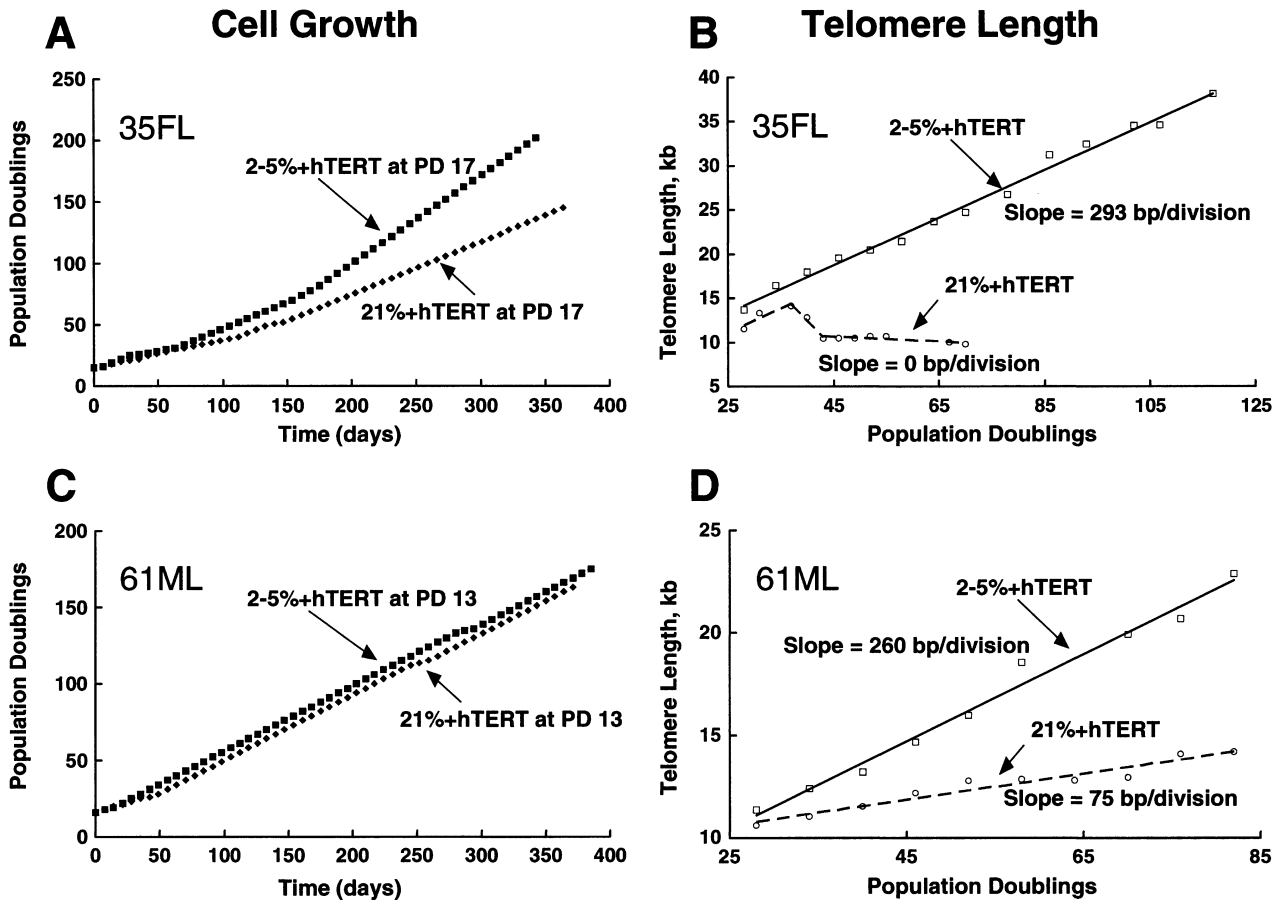 A
Cell Growth
250
200
150
100
50
0
Population Doublings
35FL
2-5%+hTERT at PD 17
21%+hTERT at PD 17
0 50 100 150 200 250 300 350 400
Time (days)
B
Telomere Length
40
35
30
25
20
15
10
5
Telomere Length, kb
35FL
2-5%+hTERT
Slope = 293 bp/division
21%+hTERT
Slope = 0 bp/division
25 45 65 85 105 125
Population Doublings
C
200
150
100
50
0
Population Doublings
61ML
2-5%+hTERT at PD 13
21%+hTERT at PD 13
0 50 100 150 200 250 300 350 400
Time (days)
D
25
20
15
10
Telomere Length, kb
61ML
2-5%+hTERT
Slope = 260 bp/division
21%+hTERT
Slope = 75 bp/division
25 45 65 85
Population Doublings